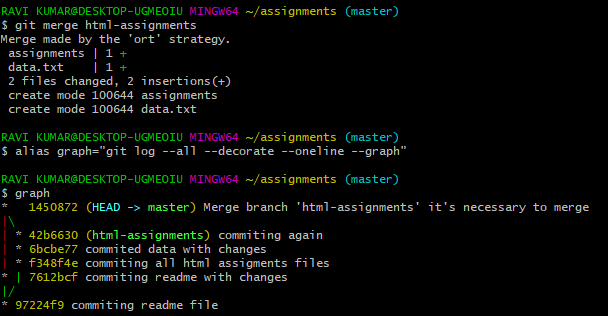 RAVI KUMAR@DESKTOP-UGMEOIU MINGW64 ~/assignments (master)
$ git merge html-assignments
Merge made by the 'ort' strategy.
 assignments | 1 +
 data.txt    | 1 +
 2 files changed, 2 insertions(+)
 create mode 100644 assignments
 create mode 100644 data.txt

RAVI KUMAR@DESKTOP-UGMEOIU MINGW64 ~/assignments (master)
$ alias graph="git log --all --decorate --oneline --graph"

RAVI KUMAR@DESKTOP-UGMEOIU MINGW64 ~/assignments (master)
$ graph
*   1450872 (HEAD -> master) Merge branch 'html-assignments' it's necessary to merge
|\
| * 42b6630 (html-assignments) commiting again
| * 6bcbe77 commited data with changes
| * f348f4e commiting all html assigments files
* | 7612bcf commiting readme with changes
|/
* 97224f9 commiting readme file